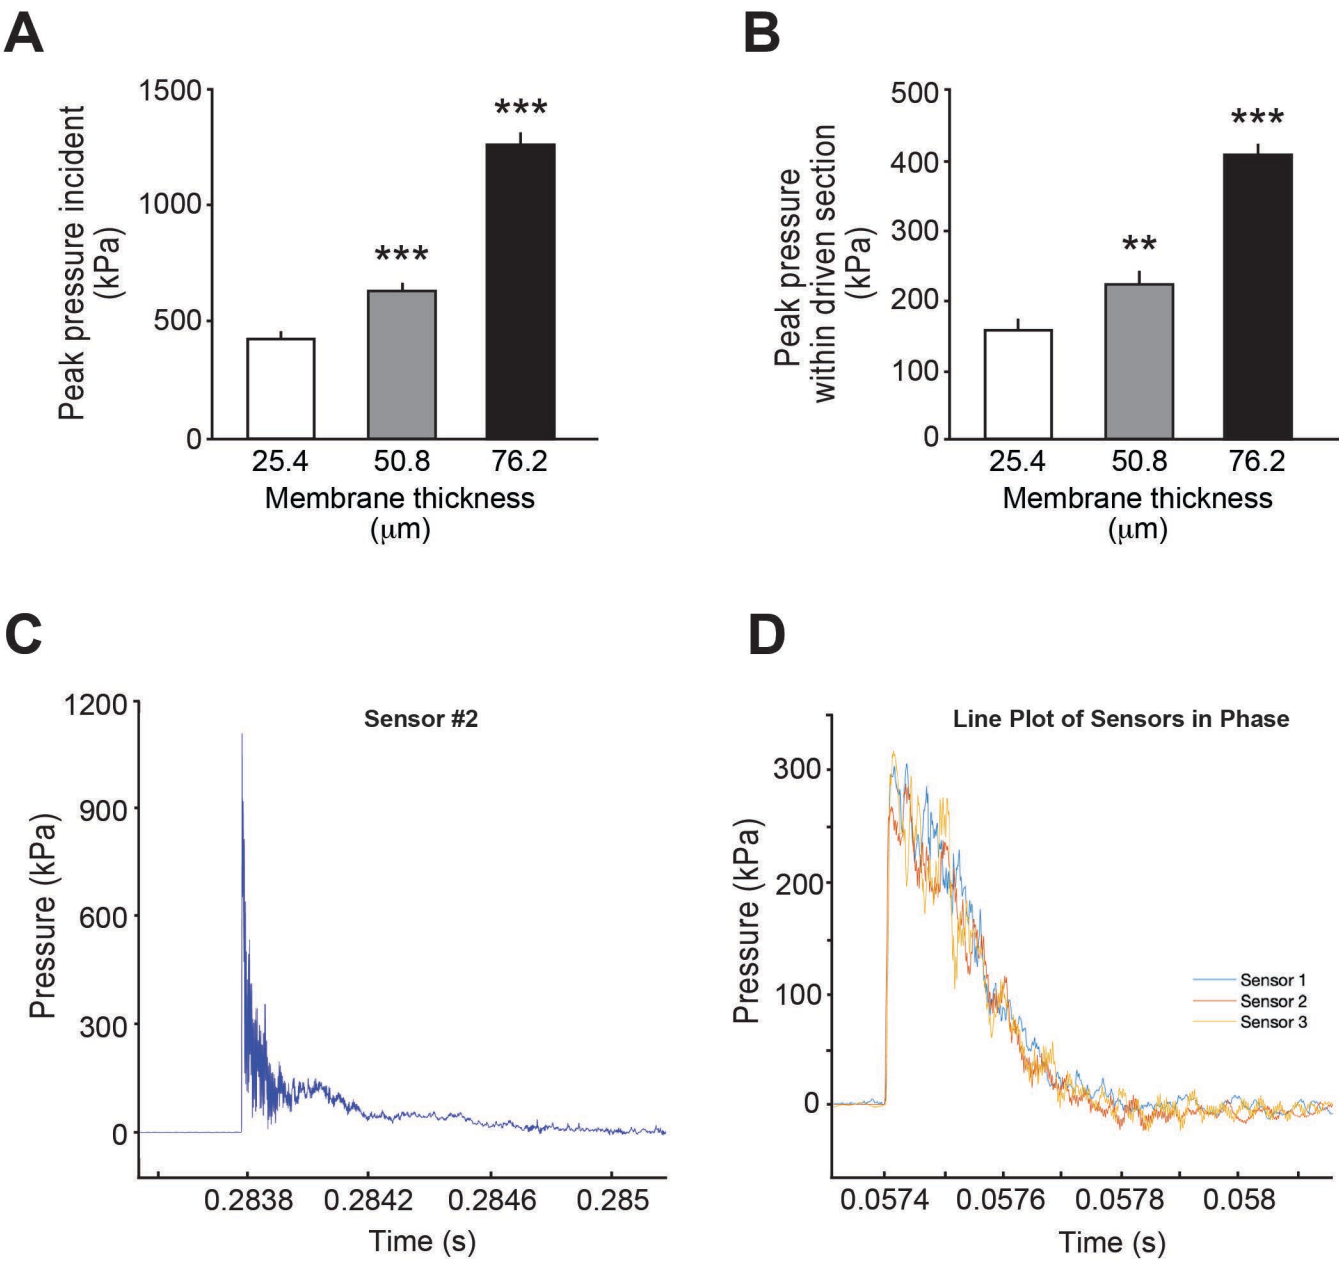 A
Peak pressure incident
(kPa)
1500
1000
500
0
***
***
25.4 50.8 76.2
Membrane thickness
(μm)
B
Peak pressure
within driven section
(kPa)
500
400
300
200
100
0
**
***
25.4 50.8 76.2
Membrane thickness
(μm)
C
Sensor #2
Pressure (kPa)
1200
900
600
300
0
0.2838 0.2842 0.2846 0.285
Time (s)
D
Line Plot of Sensors in Phase
Pressure (kPa)
300
200
100
0
Sensor 1
Sensor 2
Sensor 3
0.0574 0.0576 0.0578 0.058
Time (s)